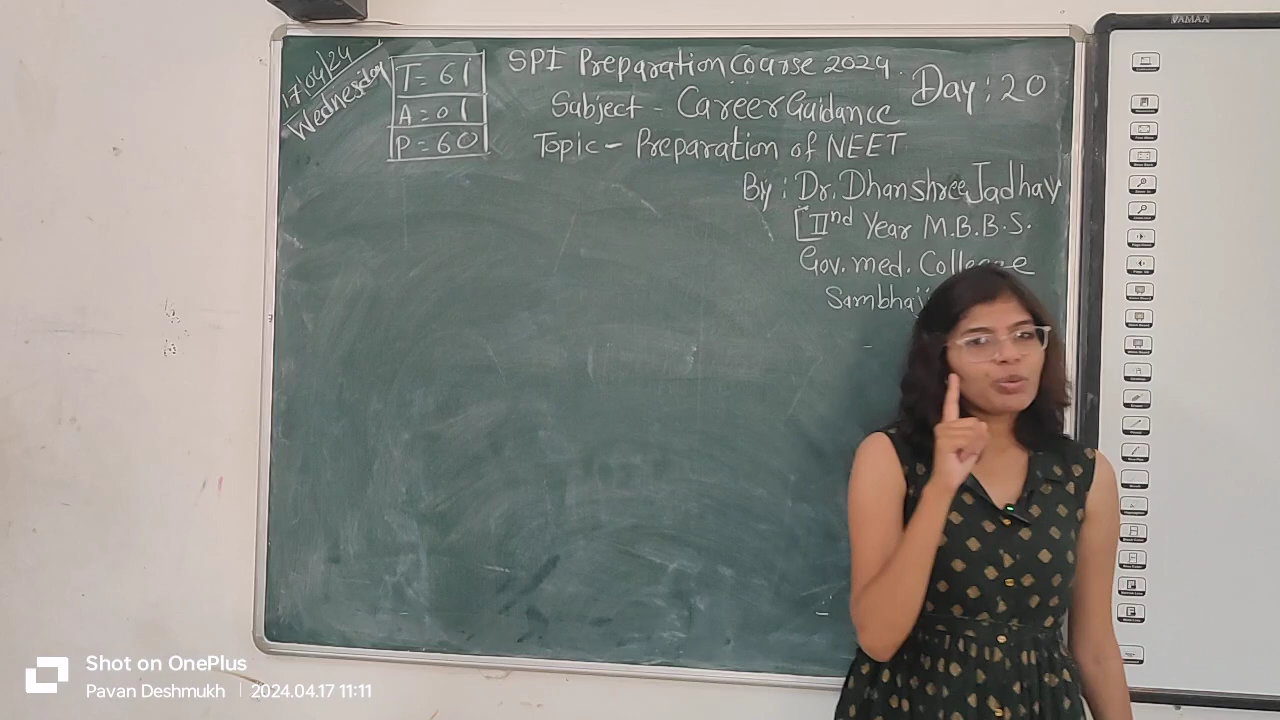 17/04/24
Wednesday
T = 61
A = 01
P = 60
SPI Preparation Course 2024.
Day : 20
Subject - Career Guidance
Topic - Preparation of NEET
By : Dr. Dhanshree Jadhav
[IInd Year M.B.B.S.
Gov. med. College
Sambhaji
YAMAA
Shot on OnePlus
Pavan Deshmukh | 2024.04.17 11:11